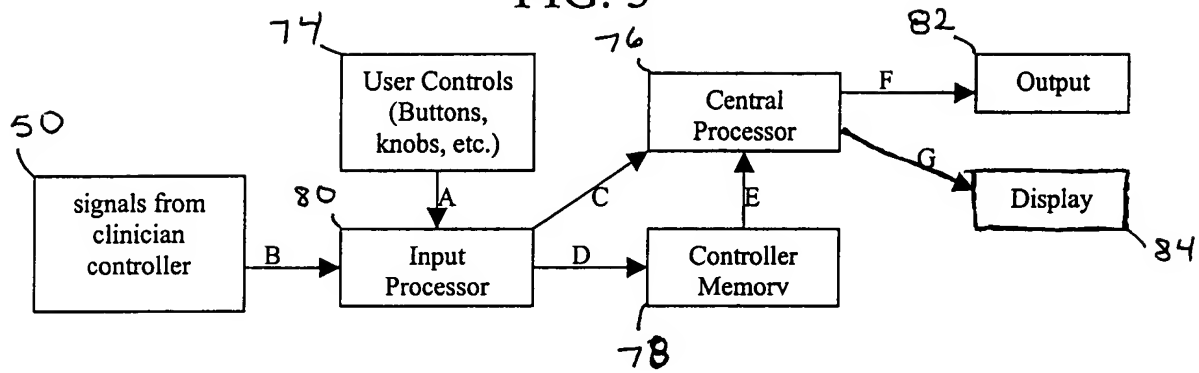 FIG. 5
74
76
82
User Controls
(Buttons,
knobs, etc.)
Central
Processor
F
Output
50
G
signals from
clinician
controller
80
A
C
E
Display
B
Input
Processor
D
Controller
Memory
84
78